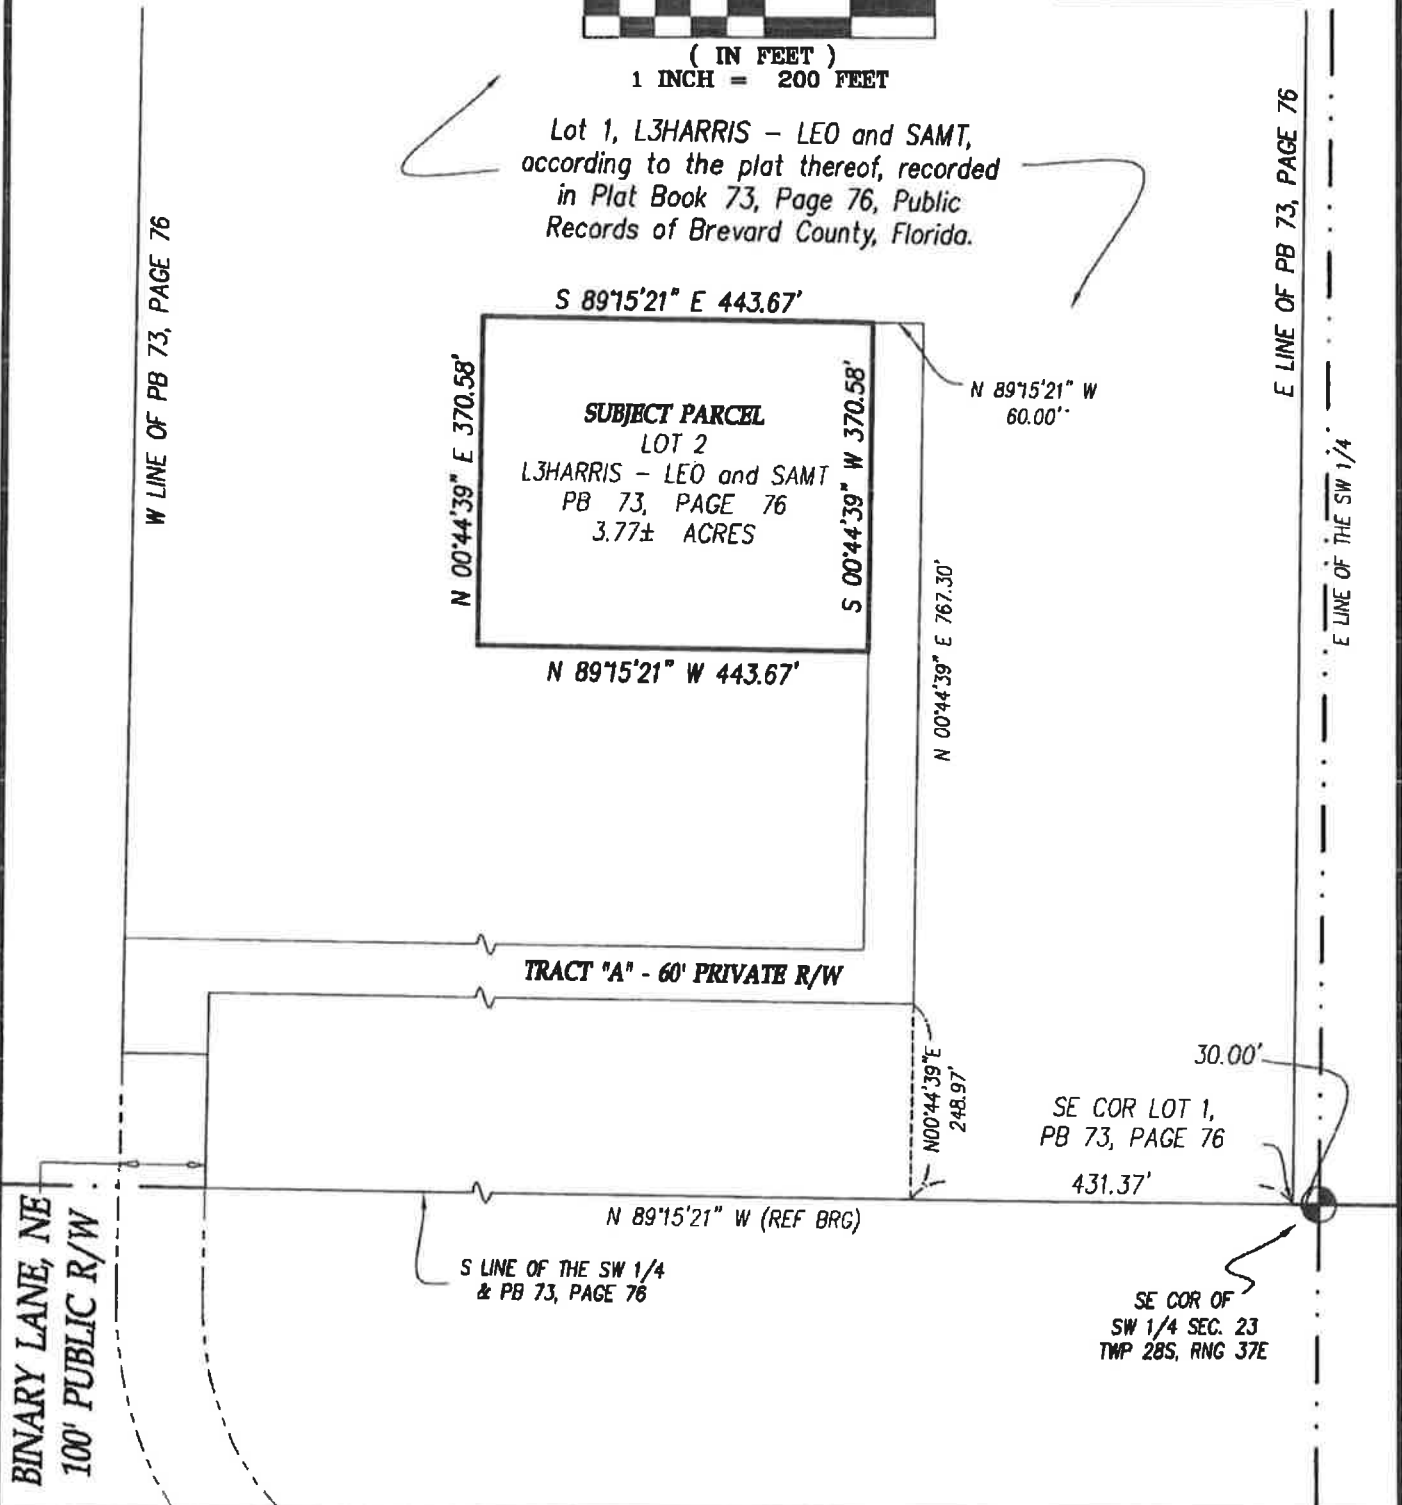 ( IN FEET )
1 INCH = 200 FEET
Lot 1, L3HARRIS - LEO and SAMT,
according to the plat thereof, recorded
in Plat Book 73, Page 76, Public
Records of Brevard County, Florida.
W LINE OF PB 73, PAGE 76
E LINE OF PB 73, PAGE 76
E LINE OF THE SW 1/4
S 89°15'21" E 443.67'
N 00°44'39" E 370.58'
SUBJECT PARCEL
LOT 2
L3HARRIS - LEO and SAMT
PB 73, PAGE 76
3.77± ACRES
S 00°44'39" W 370.58'
N 89°15'21" W
60.00'
N 89°15'21" W 443.67'
N 00°44'39" E 767.30'
TRACT "A" - 60' PRIVATE R/W
N00°44'39"E
248.97'
30.00'
SE COR LOT 1,
PB 73, PAGE 76
431.37'
N 89°15'21" W (REF BRG)
S LINE OF THE SW 1/4
& PB 73, PAGE 76
SE COR OF
SW 1/4 SEC. 23
TWP 28S, RNG 37E
BINARY LANE, NE
100' PUBLIC R/W